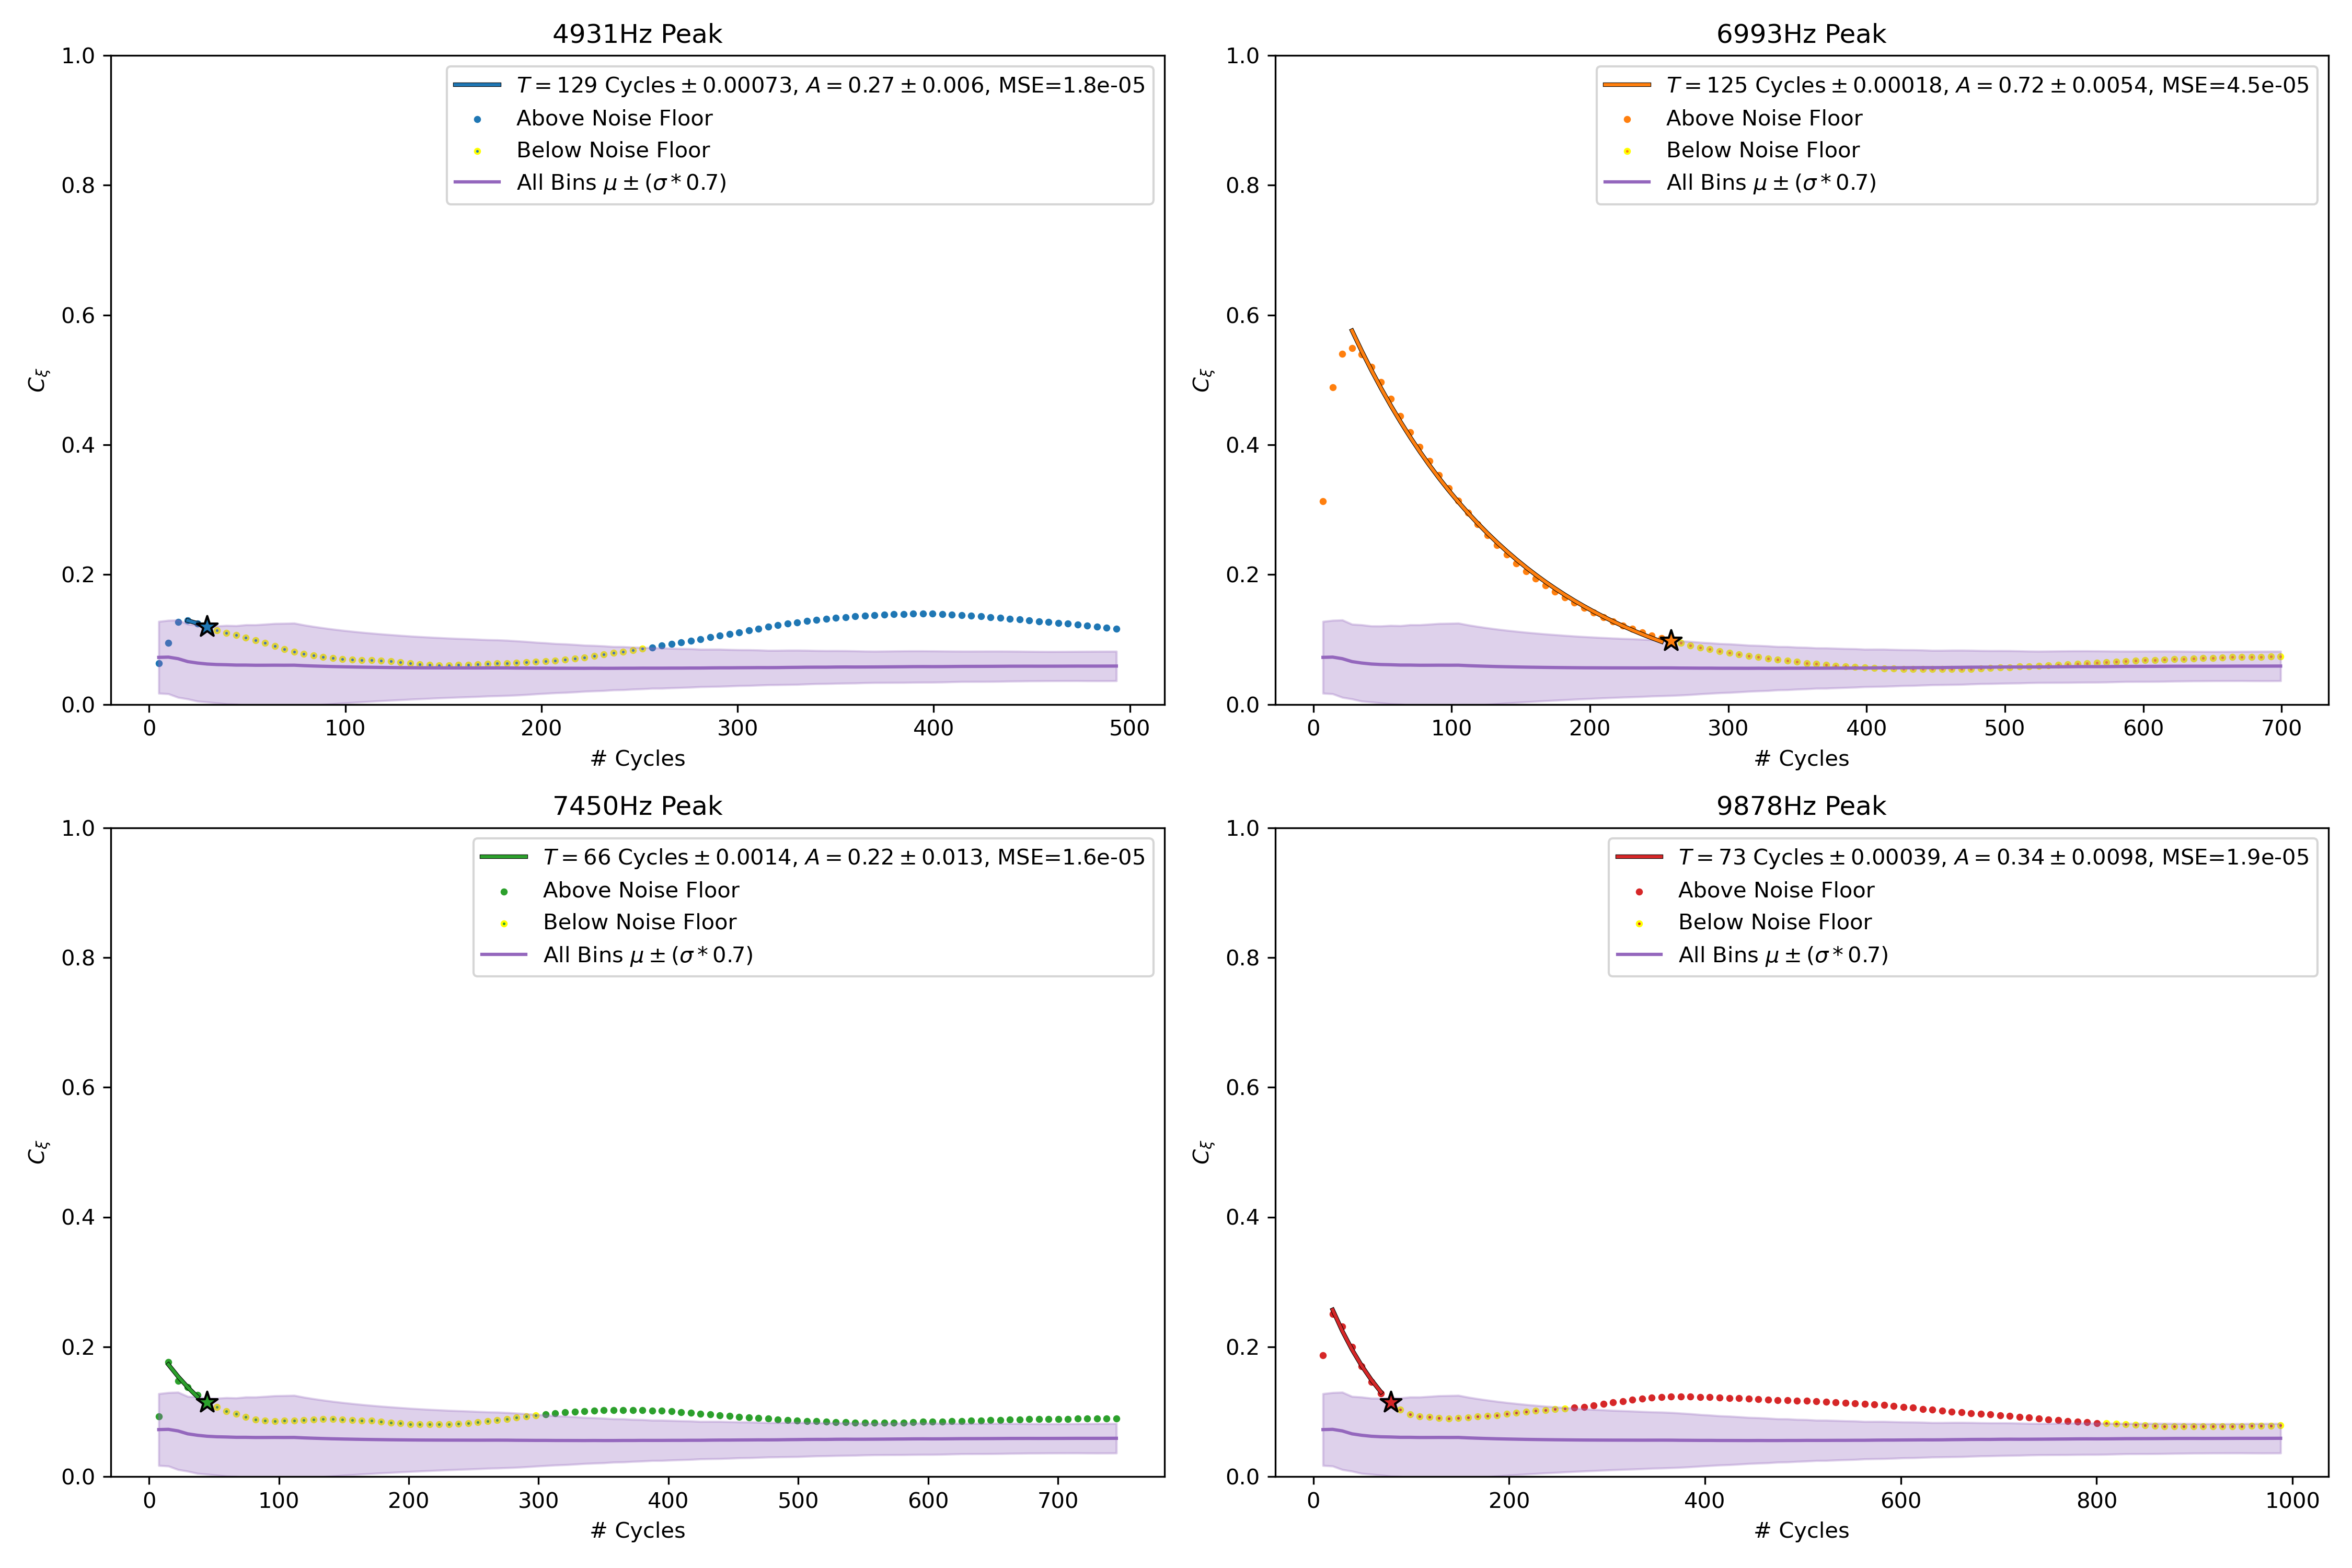 4931Hz Peak
1.0
0.8
0.6
0.4
0.2
0.0
C_ξ
0 100 200 300 400 500
# Cycles
T = 129 Cycles ± 0.00073, A = 0.27 ± 0.006, MSE=1.8e-05
Above Noise Floor
Below Noise Floor
All Bins μ ± (σ * 0.7)
6993Hz Peak
1.0
0.8
0.6
0.4
0.2
0.0
C_ξ
0 100 200 300 400 500 600 700
# Cycles
T = 125 Cycles ± 0.00018, A = 0.72 ± 0.0054, MSE=4.5e-05
Above Noise Floor
Below Noise Floor
All Bins μ ± (σ * 0.7)
7450Hz Peak
1.0
0.8
0.6
0.4
0.2
0.0
C_ξ
0 100 200 300 400 500 600 700
# Cycles
T = 66 Cycles ± 0.0014, A = 0.22 ± 0.013, MSE=1.6e-05
Above Noise Floor
Below Noise Floor
All Bins μ ± (σ * 0.7)
9878Hz Peak
1.0
0.8
0.6
0.4
0.2
0.0
C_ξ
0 200 400 600 800 1000
# Cycles
T = 73 Cycles ± 0.00039, A = 0.34 ± 0.0098, MSE=1.9e-05
Above Noise Floor
Below Noise Floor
All Bins μ ± (σ * 0.7)